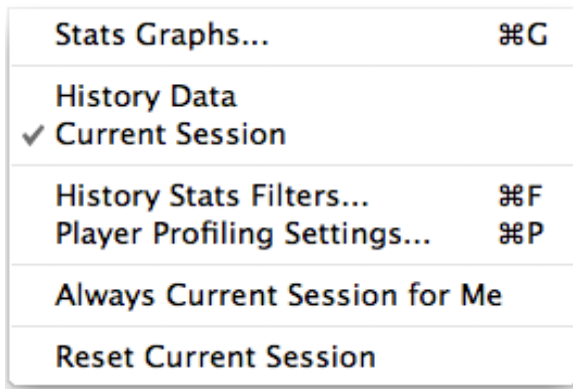 Stats Graphs... ⌘G
History Data
✓ Current Session
History Stats Filters... ⌘F
Player Profiling Settings... ⌘P
Always Current Session for Me
Reset Current Session